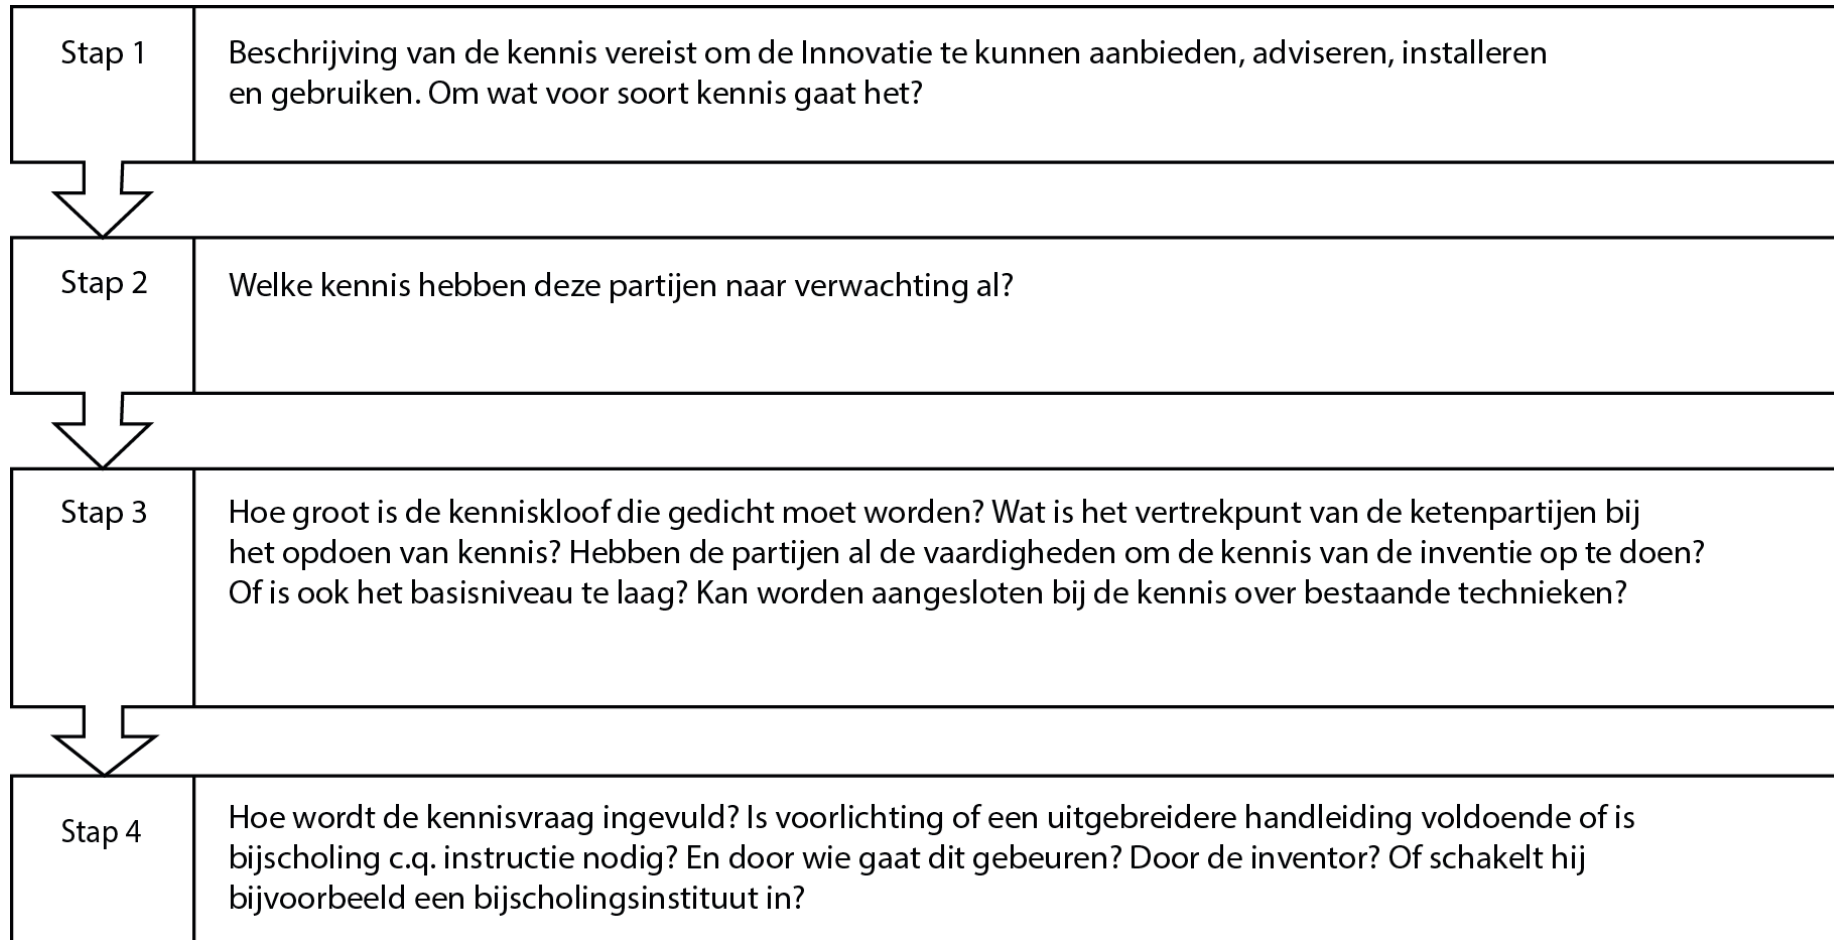 Stap 1
Beschrijving van de kennis vereist om de Innovatie te kunnen aanbieden, adviseren, installeren
en gebruiken. Om wat voor soort kennis gaat het?
Stap 2
Welke kennis hebben deze partijen naar verwachting al?
Stap 3
Hoe groot is de kenniskloof die gedicht moet worden? Wat is het vertrekpunt van de ketenpartijen bij
het opdoen van kennis? Hebben de partijen al de vaardigheden om de kennis van de inventie op te doen?
Of is ook het basisniveau te laag? Kan worden aangesloten bij de kennis over bestaande technieken?
Stap 4
Hoe wordt de kennisvraag ingevuld? Is voorlichting of een uitgebreidere handleiding voldoende of is
bijscholing c.q. instructie nodig? En door wie gaat dit gebeuren? Door de inventor? Of schakelt hij
bijvoorbeeld een bijscholingsinstituut in?